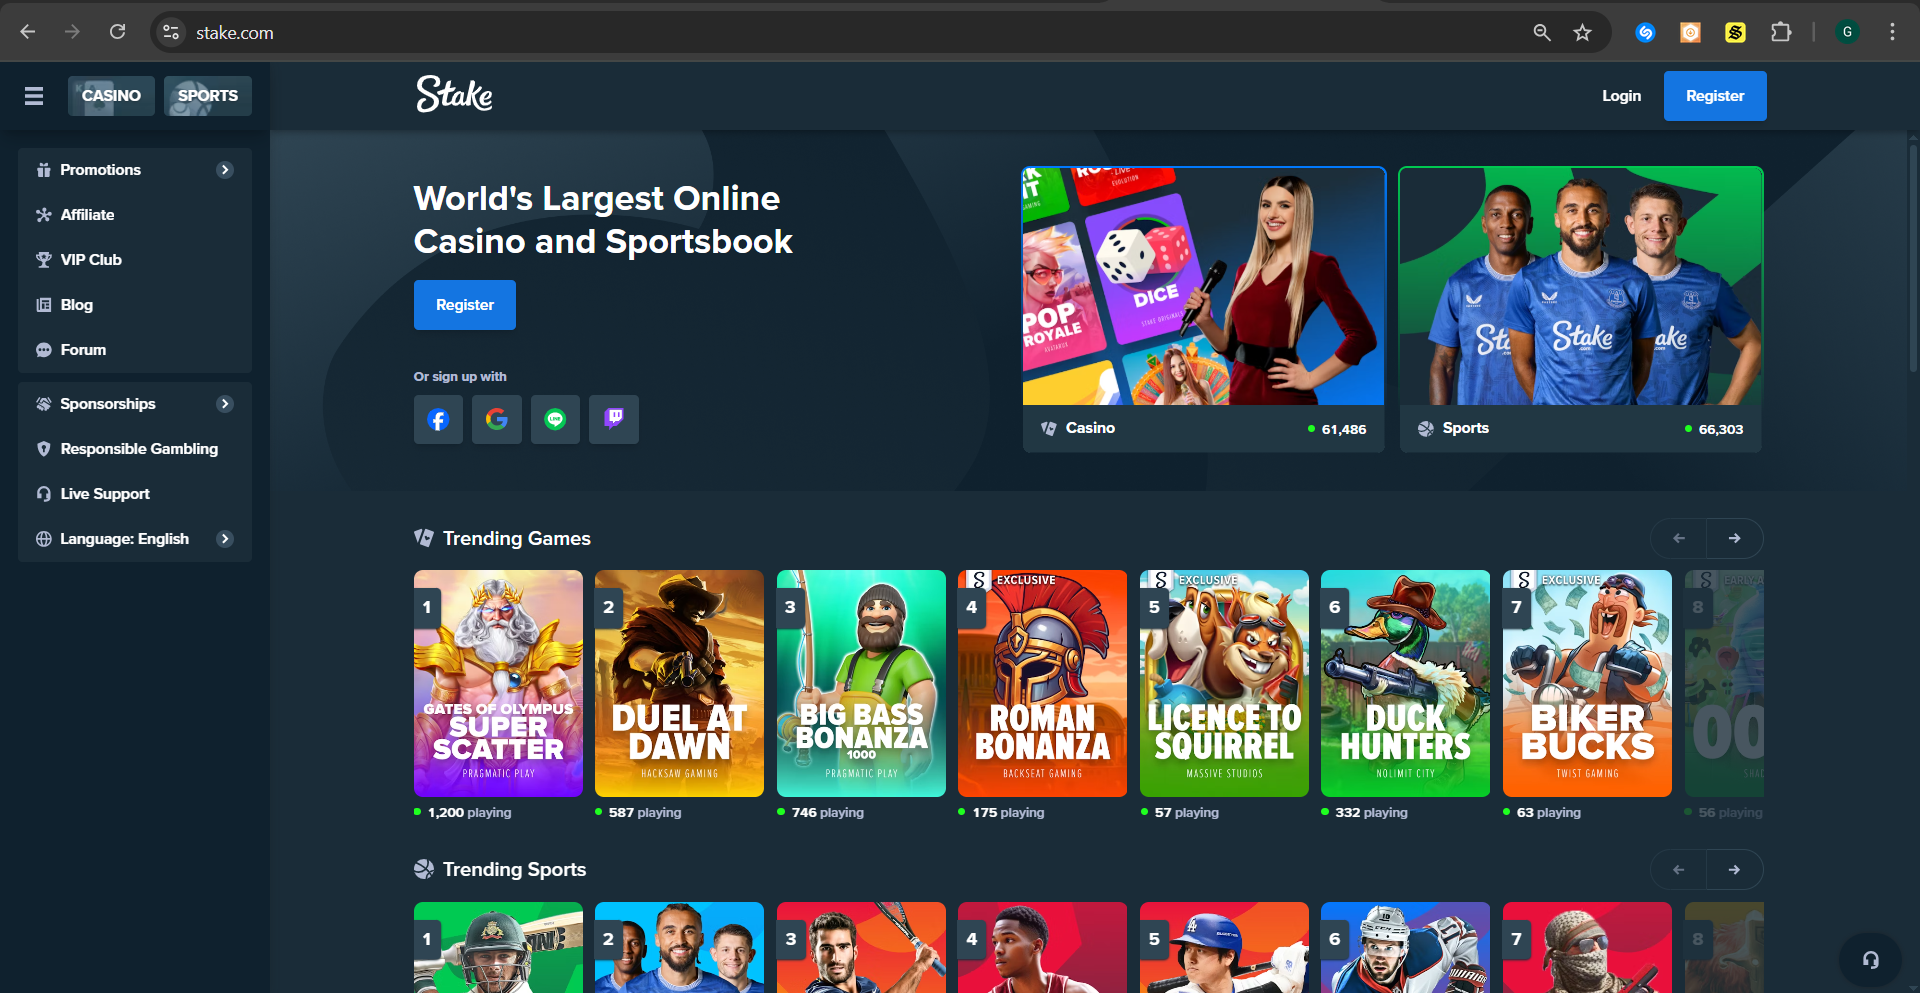 stake.com
G
CASINO
SPORTS
Stake
Login
Register
Promotions
Affiliate
VIP Club
Blog
Forum
Sponsorships
Responsible Gambling
Live Support
Language: English
World's Largest Online
Casino and Sportsbook
Register
Or sign up with
LINE
EVOLUTION
POP
ROYALE
DICE
STAKE ORIGINALS
Stake
.com
Casino
61,486
Sports
66,303
Trending Games
1
GATES OF OLYMPUS
SUPER
SCATTER
PRAGMATIC PLAY
1,200 playing
2
DUEL AT
DAWN
HACKSAW GAMING
587 playing
3
BIG BASS
BONANZA
1000
PRAGMATIC PLAY
746 playing
EXCLUSIVE
4
ROMAN
BONANZA
BACKSEAT GAMING
175 playing
EXCLUSIVE
5
LICENCE TO
SQUIRREL
MASSIVE STUDIOS
57 playing
6
DUCK
HUNTERS
NOLIMIT CITY
332 playing
EXCLUSIVE
7
BIKER
BUCKS
TWIST GAMING
63 playing
8
56 playing
Trending Sports
1
2
3
4
5
6
7
8